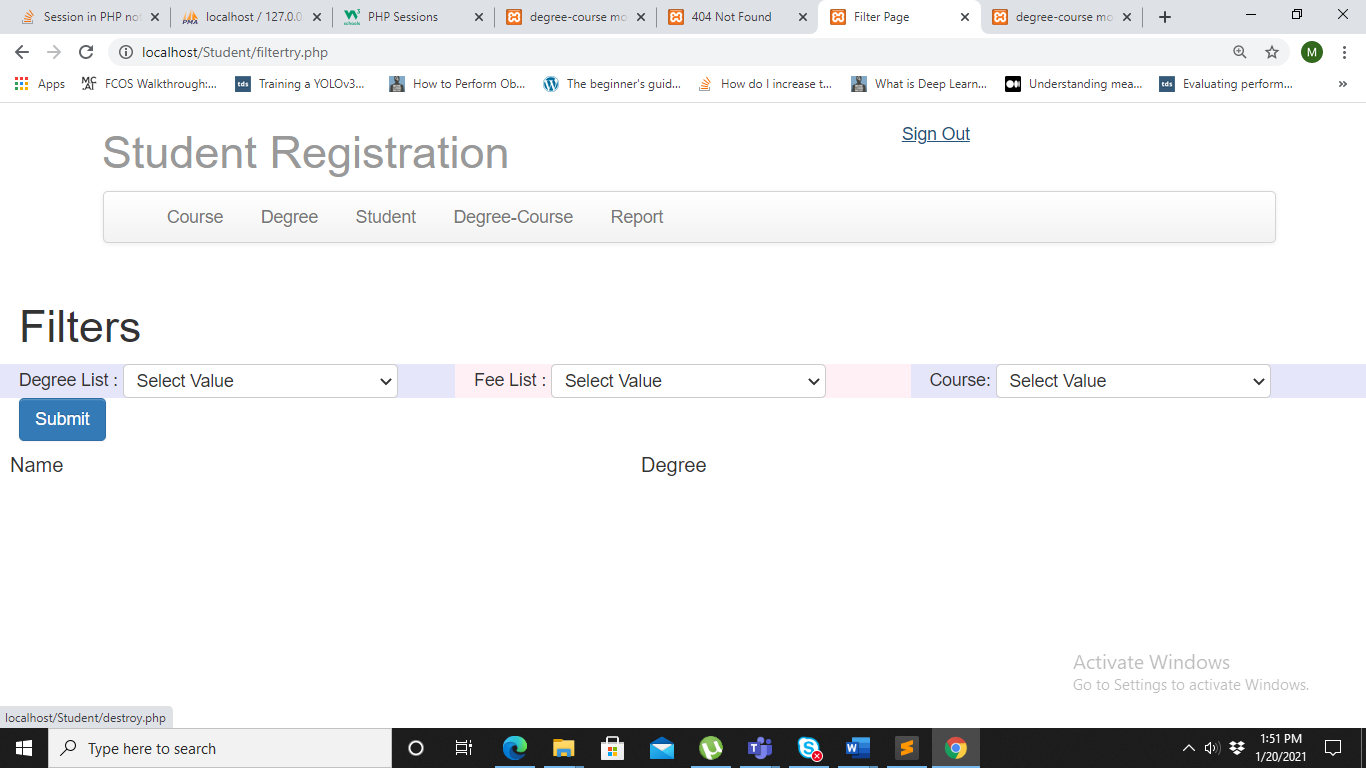 Session in PHP not
localhost / 127.0.0
PHP Sessions
degree-course mo
404 Not Found
Filter Page
degree-course mo
localhost/Student/filtertry.php
M
Apps
FCOS Walkthrough:...
Training a YOLOv3...
How to Perform Ob...
The beginner's guid...
How do I increase t...
What is Deep Learn...
Understanding mea...
Evaluating perform...
Sign Out
Student Registration
Course Degree Student Degree-Course Report
Filters
Degree List : Select Value Fee List : Select Value Course: Select Value
Submit
Name Degree
Activate Windows
Go to Settings to activate Windows.
localhost/Student/destroy.php
Type here to search
1:51 PM
1/20/2021